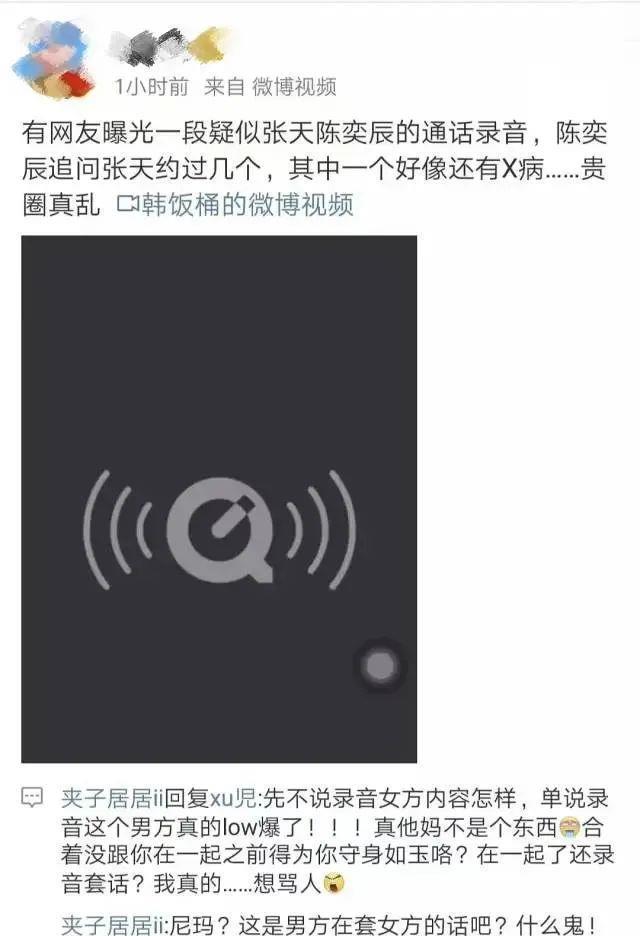 1小时前 来自 微博视频
有网友曝光一段疑似张天陈奕辰的通话录音，陈奕
辰追问张天约过几个，其中一个好像还有X病……贵
圈真乱 韩饭桶的微博视频
夹子居居ii回复xu児:先不说录音女方内容怎样，单说录
音这个男方真的low爆了！！！真他妈不是个东西😭合
着没跟你在一起之前得为你守身如玉咯？在一起了还录
音套话？我真的……想骂人
夹子居居ii:尼玛？这是男方在套女方的话吧？什么鬼！